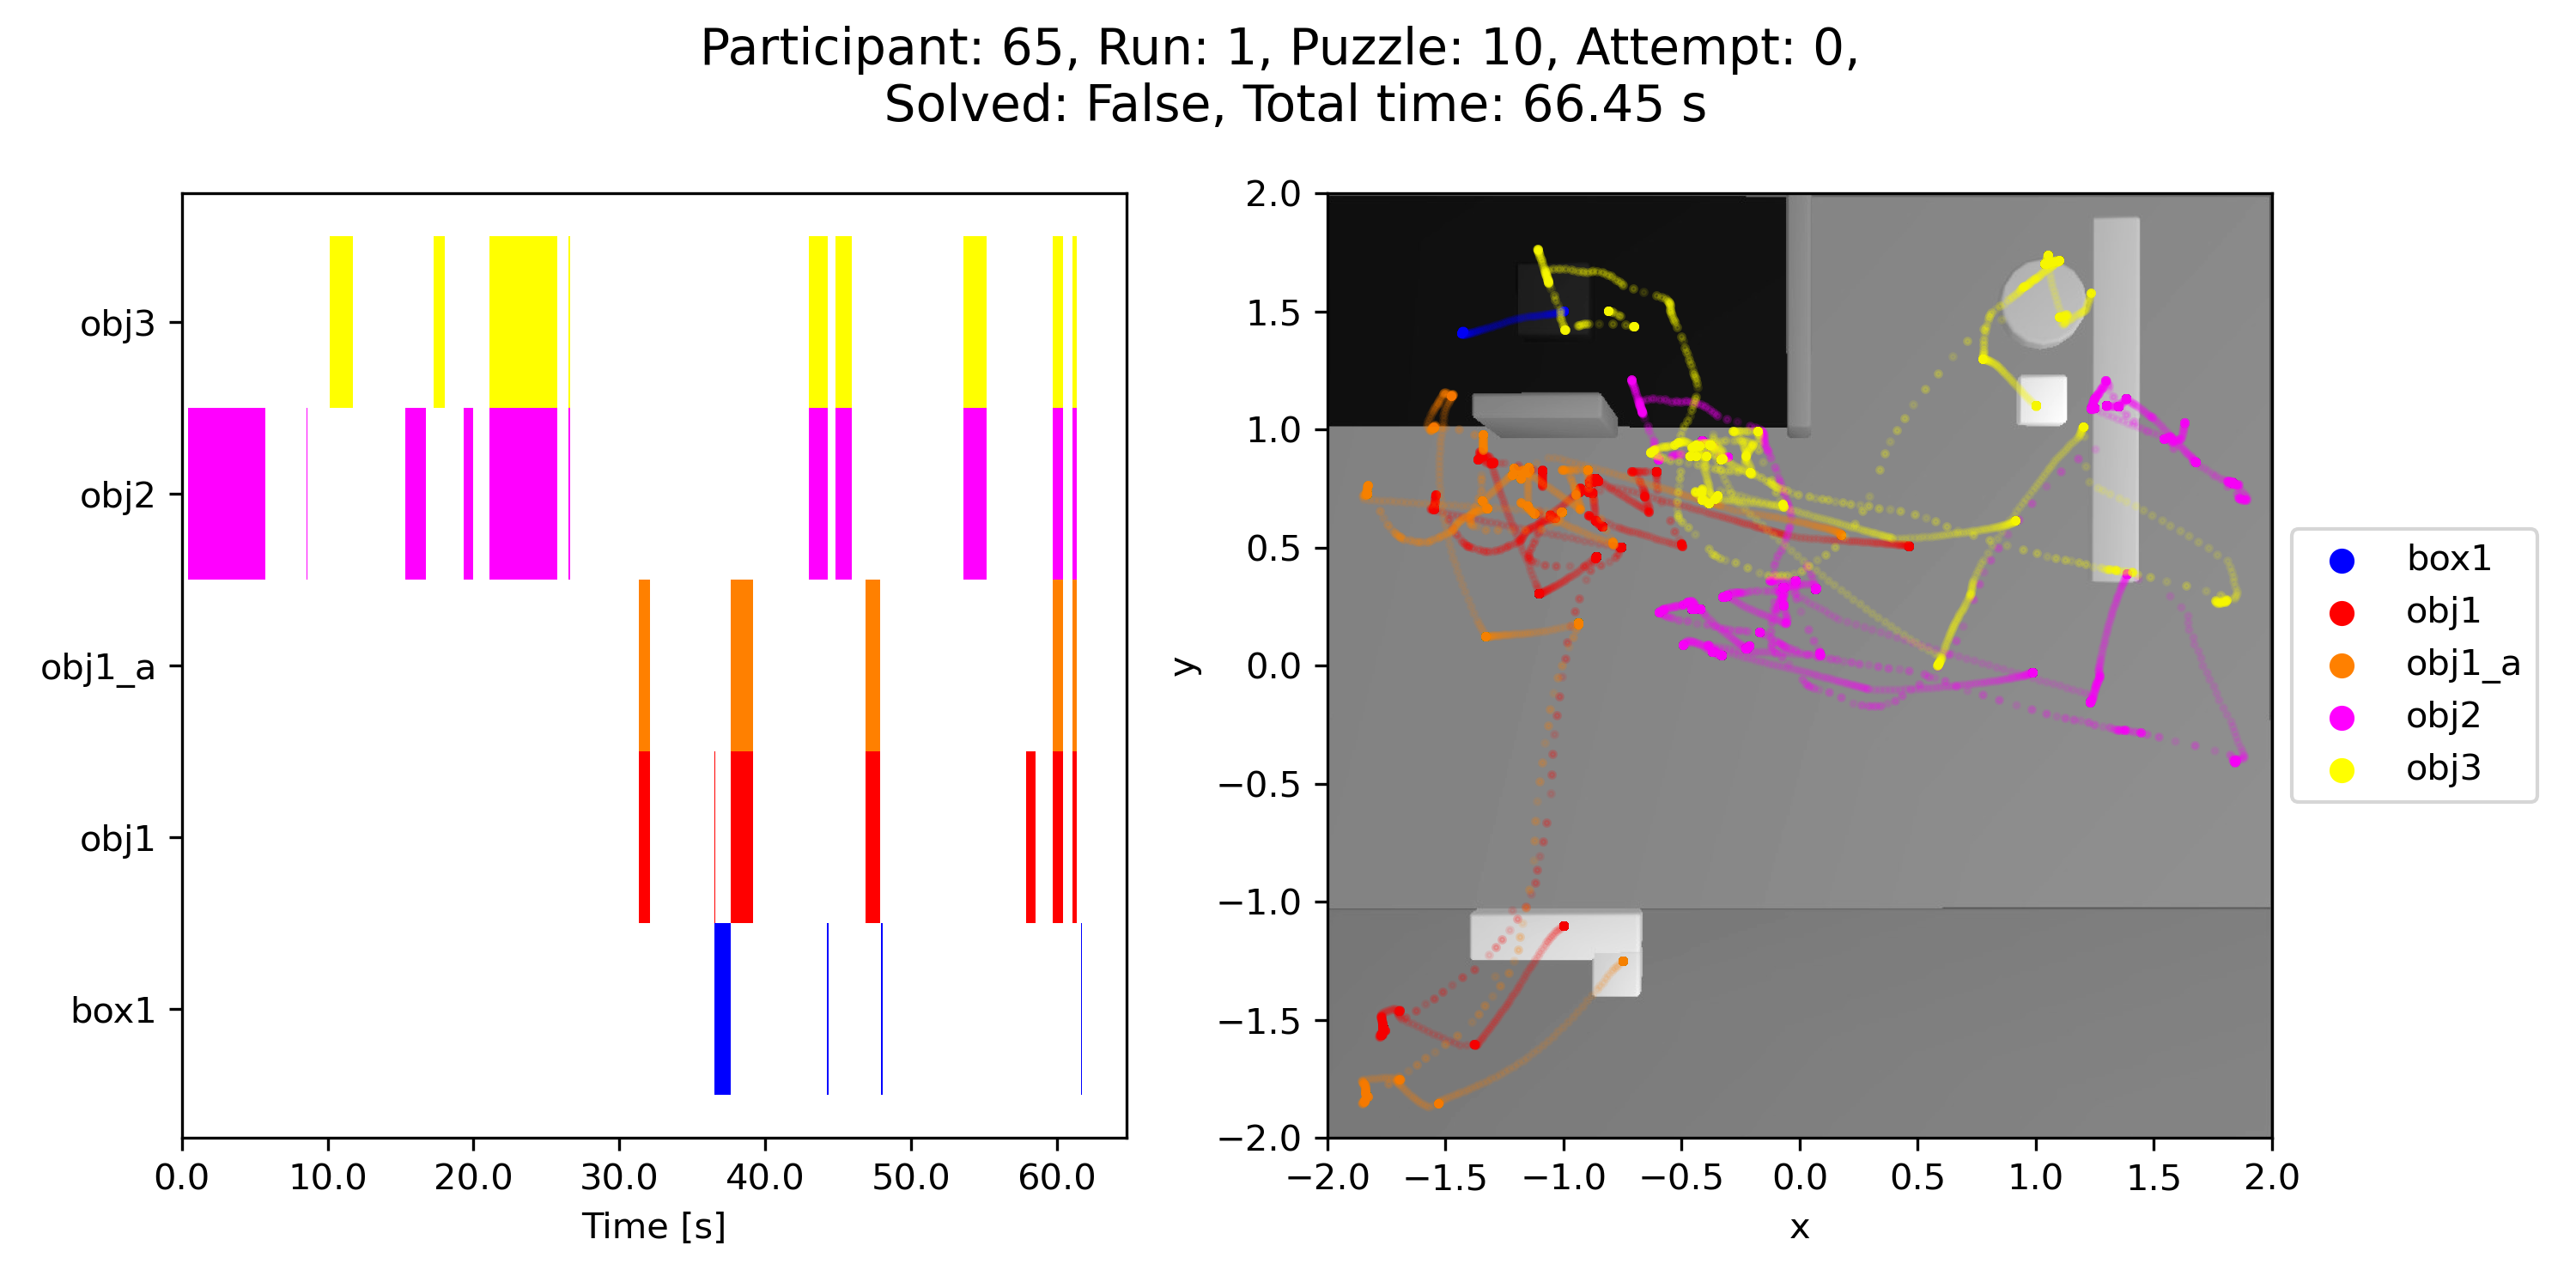 Participant: 65, Run: 1, Puzzle: 10, Attempt: 0,
Solved: False, Total time: 66.45 s
obj3
obj2
obj1_a
obj1
box1
0.0 10.0 20.0 30.0 40.0 50.0 60.0
Time [s]
2.0
1.5
1.0
0.5
0.0
−0.5
−1.0
−1.5
−2.0
y
−2.0 −1.5 −1.0 −0.5 0.0 0.5 1.0 1.5 2.0
x
box1
obj1
obj1_a
obj2
obj3